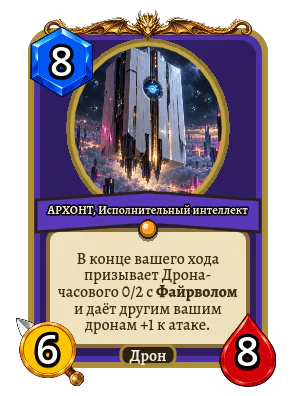 8
АРХОНТ, Исполнительный интеллект
В конце вашего хода
призывает Дрона-
часового 0/2 с Файрволом
и даёт другим вашим
дронам +1 к атаке.
6
Дрон
8